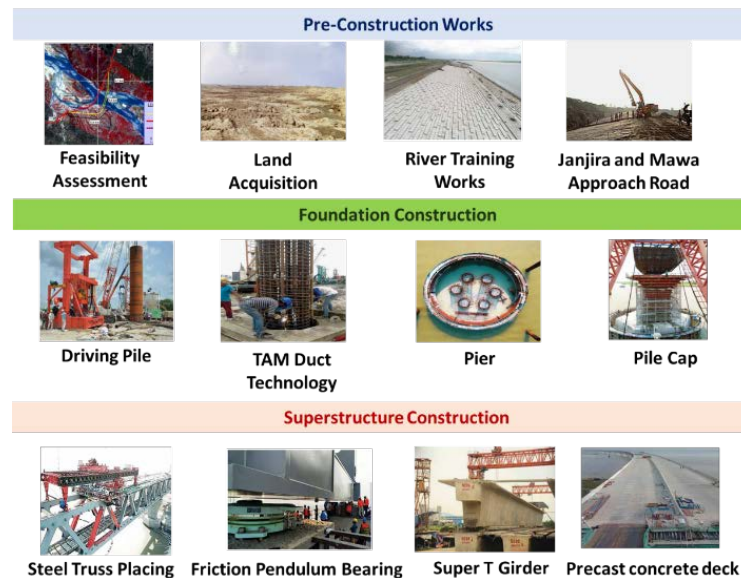 Pre-Construction Works
Feasibility
Assessment
Land
Acquisition
River Training
Works
Janjira and Mawa
Approach Road
Foundation Construction
Driving Pile
TAM Duct
Technology
Pier
Pile Cap
Superstructure Construction
Steel Truss Placing
Friction Pendulum Bearing
Super T Girder
Precast concrete deck